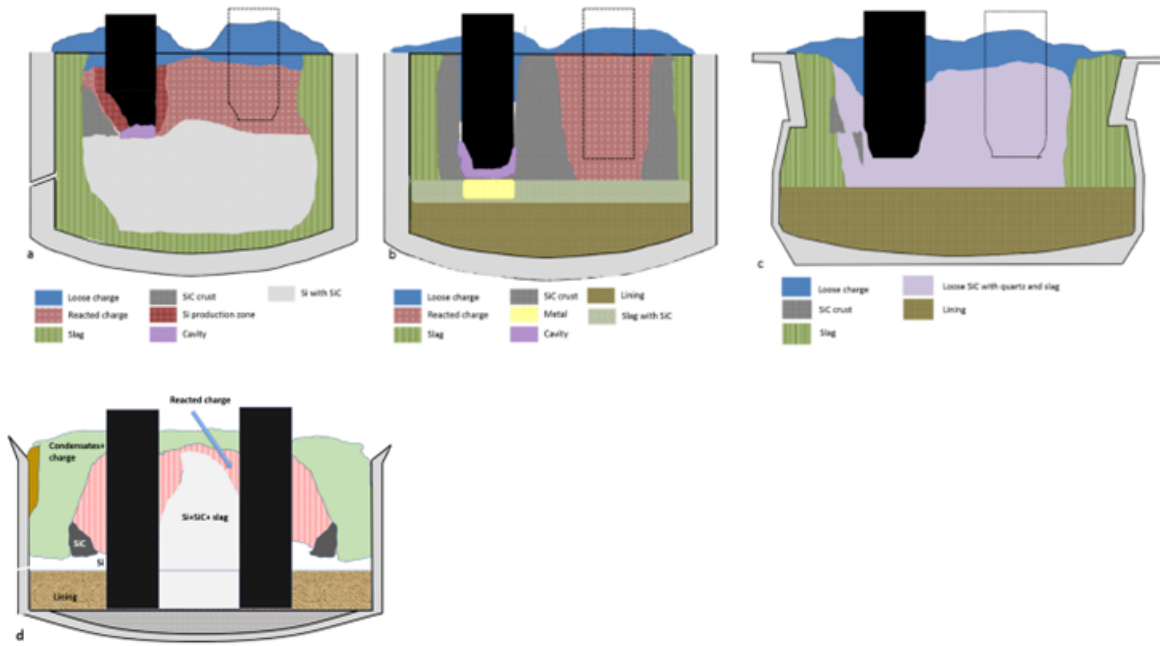 a
Loose charge
SiC crust
Si with SiC
Reacted charge
Si production zone
Slag
Cavity
b
Loose charge
SiC crust
Lining
Reacted charge
Metal
Slag with SiC
Slag
Cavity
c
Loose charge
Loose SiC with quarts and slag
SiC crust
Lining
Slag
Reacted charge
Condensates+
charge
Si+SiC+ slag
SiC
Si
Lining
d